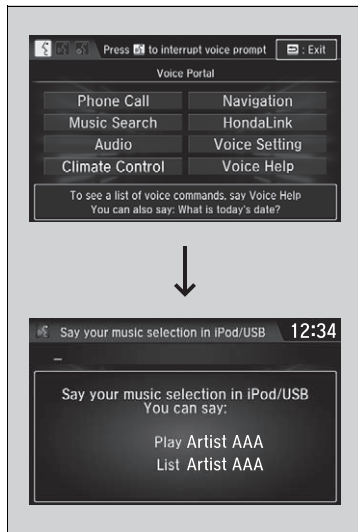 Press to interrupt voice prompt : Exit
Voice Portal
Phone Call Navigation
Music Search HondaLink
Audio Voice Setting
Climate Control Voice Help
To see a list of voice commands, say Voice Help
You can also say: What is today's date?
Say your music selection in iPod/USB 12:34
Say your music selection in iPod/USB
You can say:
Play Artist AAA
List Artist AAA